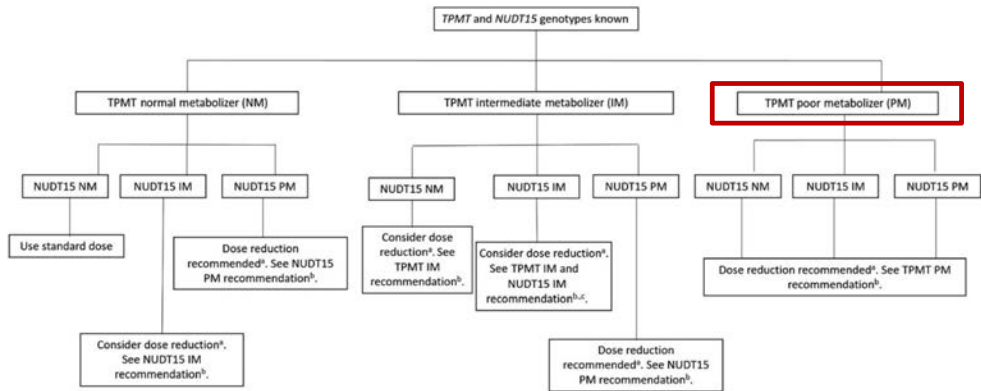 TPMT and NUDT15 genotypes known
TPMT normal metabolizer (NM)
TPMT intermediate metabolizer (IM)
TPMT poor metabolizer (PM)
NUDT15 NM
NUDT15 IM
NUDT15 PM
NUDT15 NM
NUDT15 IM
NUDT15 PM
NUDT15 NM
NUDT15 IM
NUDT15 PM
Use standard dose
Dose reduction
recommendedᵃ. See NUDT15
PM recommendationᵇ.
Consider dose reductionᵃ.
See NUDT15 IM
recommendationᵇ.
Consider dose
reductionᵃ. See
TPMT IM
recommendationᵇ.
Consider dose reductionᵃ.
See TPMT IM and
NUDT15 IM
recommendationᵇ·ᶜ.
Dose reduction
recommendedᵃ. See NUDT15
PM recommendationᵇ.
Dose reduction recommendedᵃ. See TPMT PM
recommendationᵇ.